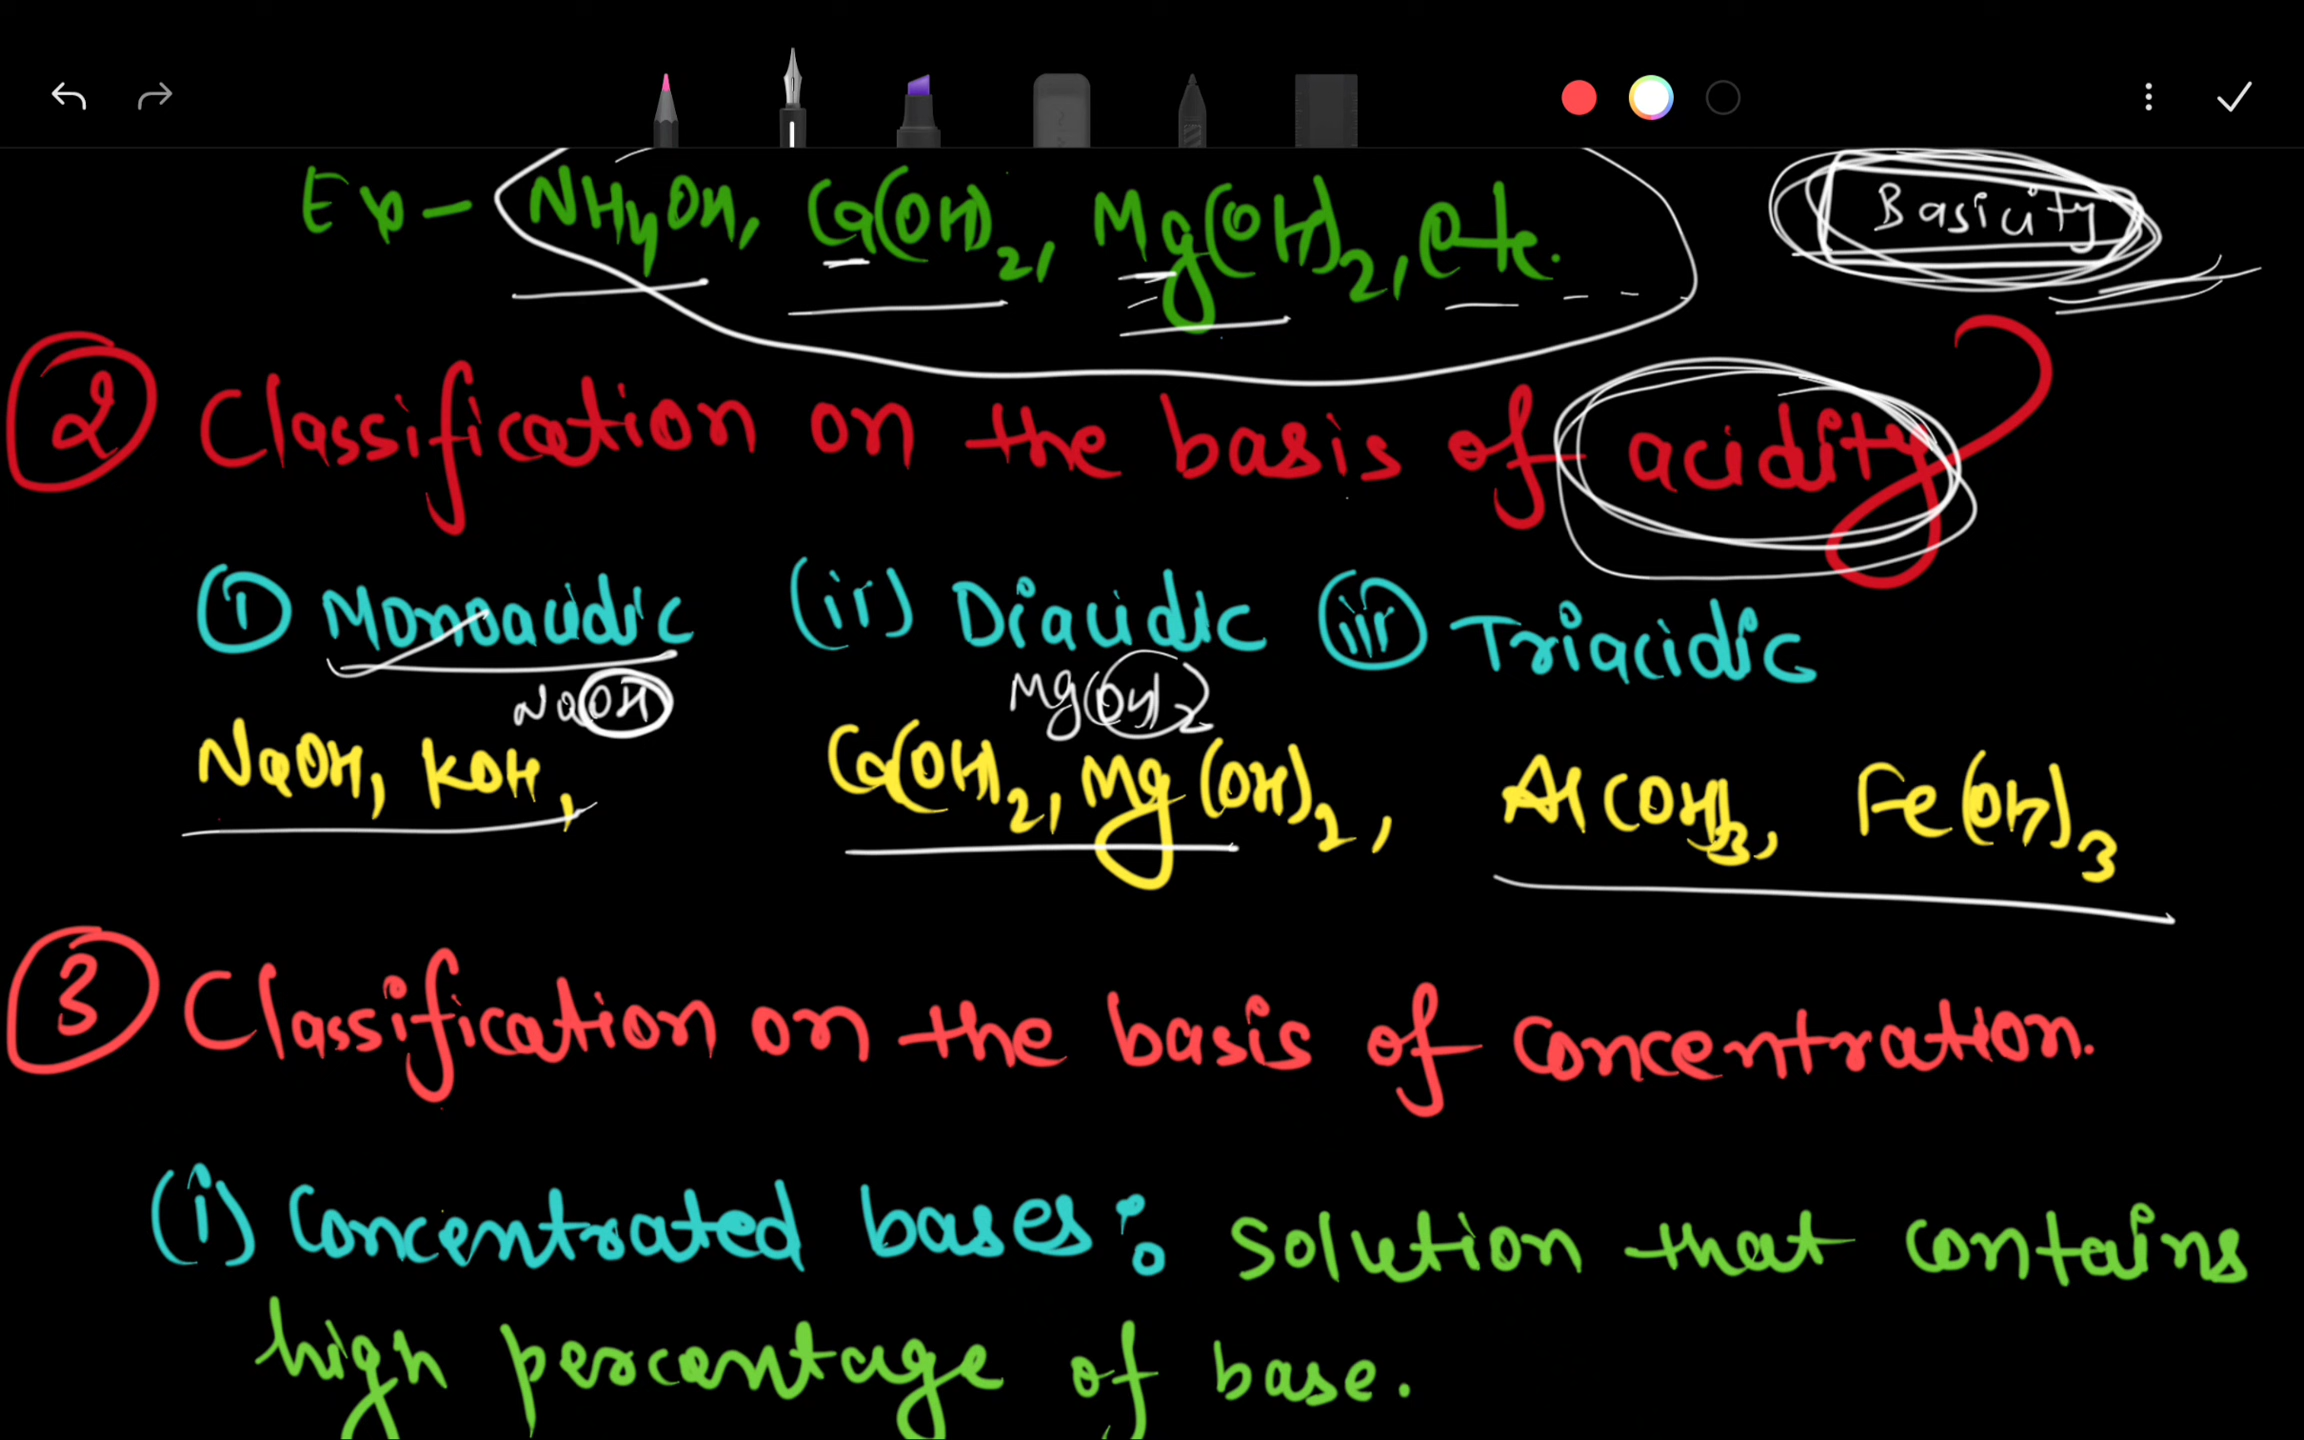 Ex- NH4OH, Ca(OH)2, Mg(OH)2, etc. Basicity
2 Classification on the basis of acidity
(i) Monoacidic (ii) Diacidic (iii) Triacidic
NaOH Mg(OH)2
NaOH, KOH, Ca(OH)2, Mg(OH)2, Al(OH)3, Fe(OH)3
3 Classification on the basis of concentration.
(i) Concentrated bases: solution that contains
high percentage of base.